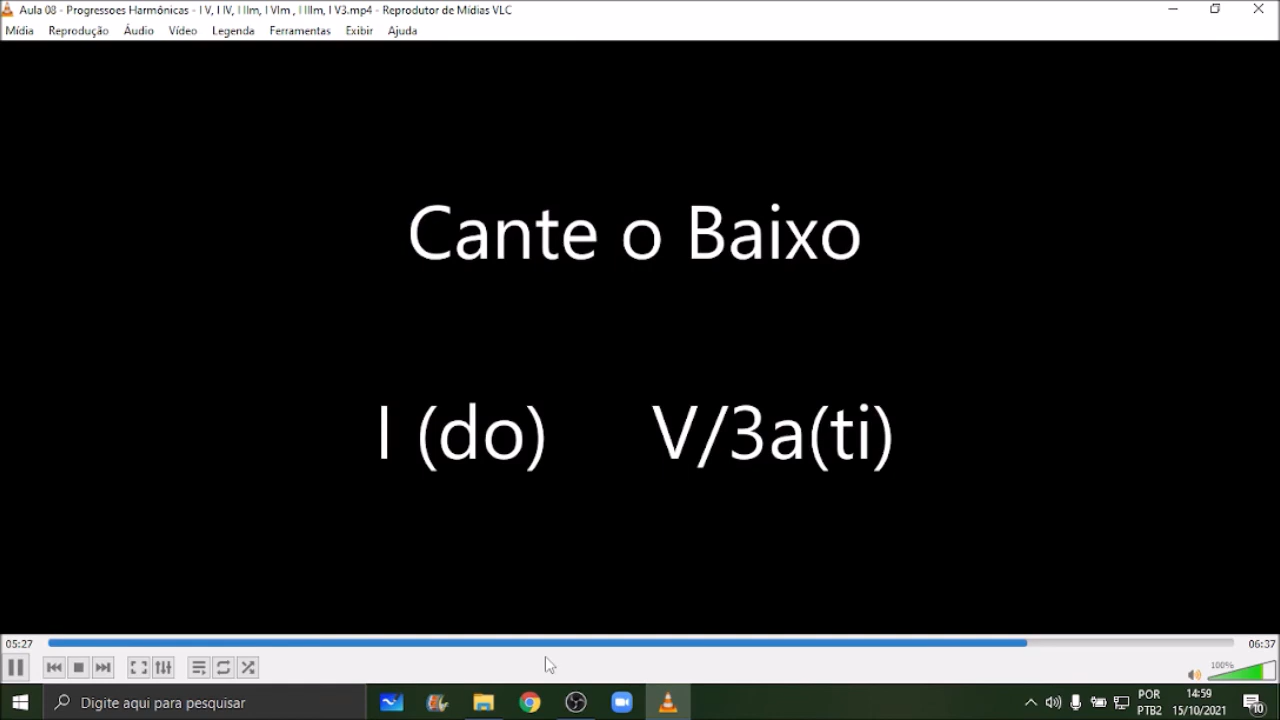 Aula 08 - Progressoes Harmônicas - I V, I IV, I IIm, I VIm , I IIIm, I V3.mp4 - Reprodutor de Mídias VLC
Mídia Reprodução Áudio Vídeo Legenda Ferramentas Exibir Ajuda
Cante o Baixo
I (do) V/3a(ti)
05:27 06:37
100%
Digite aqui para pesquisar
POR 14:59
PTB2 15/10/2021 10